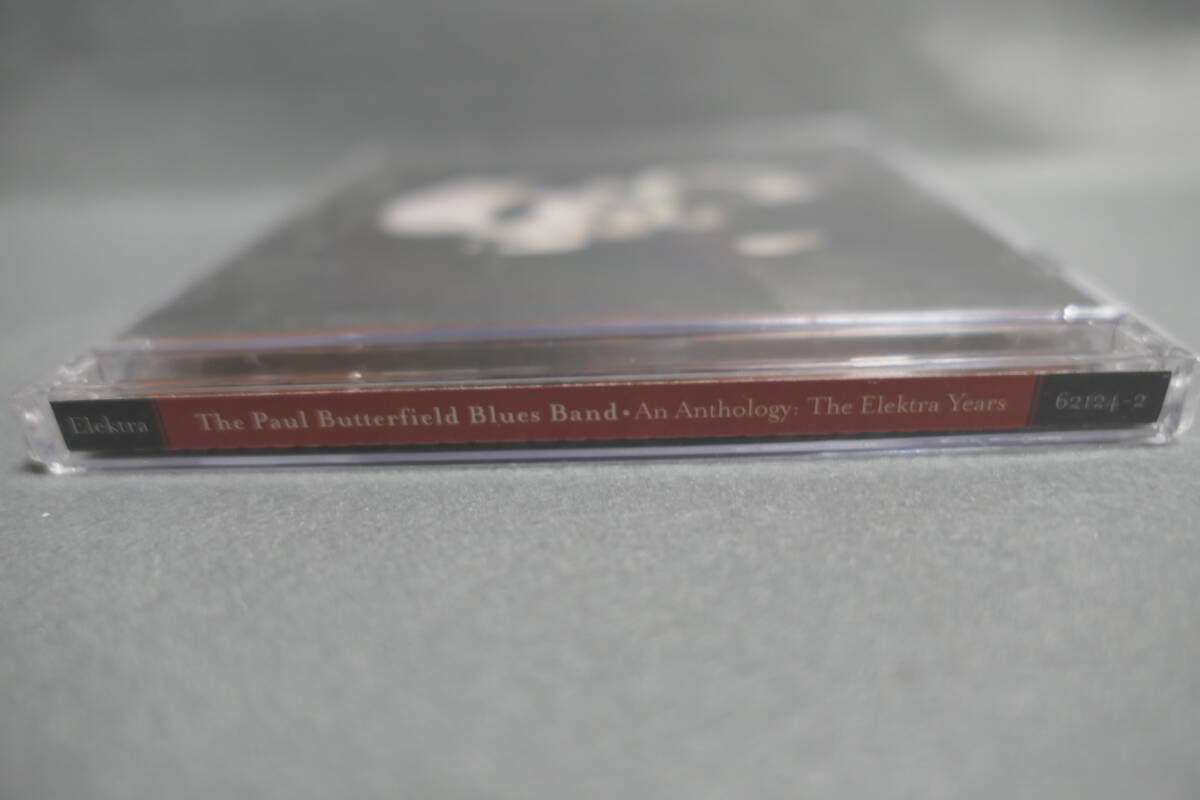 Elektra The Paul Butterfield Blues Band • An Anthology: The Elektra Years 62124-2